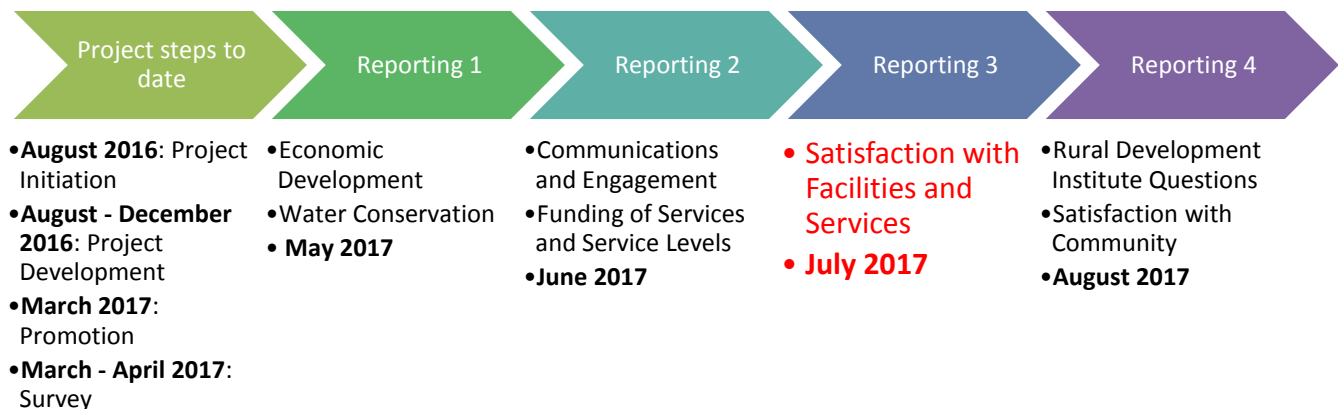 Project steps to
date
Reporting 1
Reporting 2
Reporting 3
Reporting 4
•August 2016: Project
Initiation
•August - December
2016: Project
Development
•March 2017:
Promotion
•March - April 2017:
Survey
•Economic
Development
•Water Conservation
• May 2017
•Communications
and Engagement
•Funding of Services
and Service Levels
•June 2017
• Satisfaction with
Facilities and
Services
• July 2017
•Rural Development
Institute Questions
•Satisfaction with
Community
•August 2017